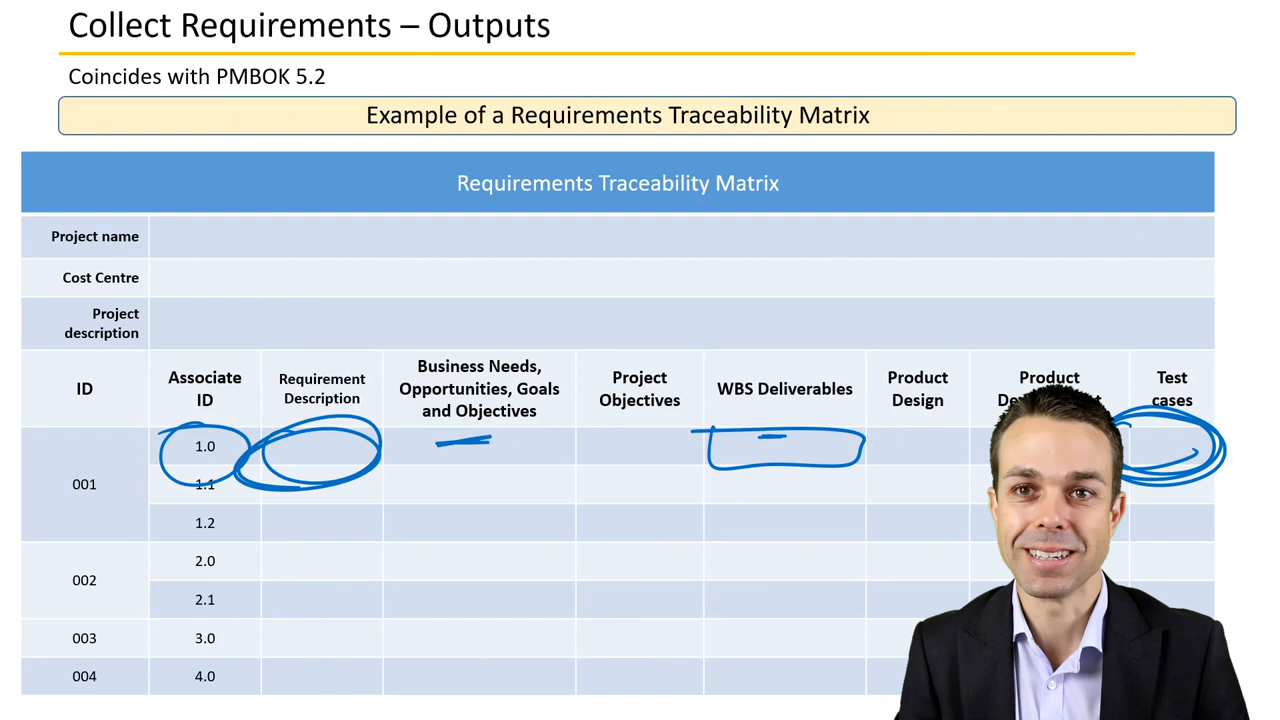 Collect Requirements – Outputs
Coincides with PMBOK 5.2
Example of a Requirements Traceability Matrix
Requirements Traceability Matrix
Project name
Cost Centre
Project
description
ID
Associate
ID
Requirement
Description
Business Needs,
Opportunities, Goals
and Objectives
Project
Objectives
WBS Deliverables
Product
Design
Product
Test
cases
001
1.0
1.1
1.2
002
2.0
2.1
003
3.0
004
4.0